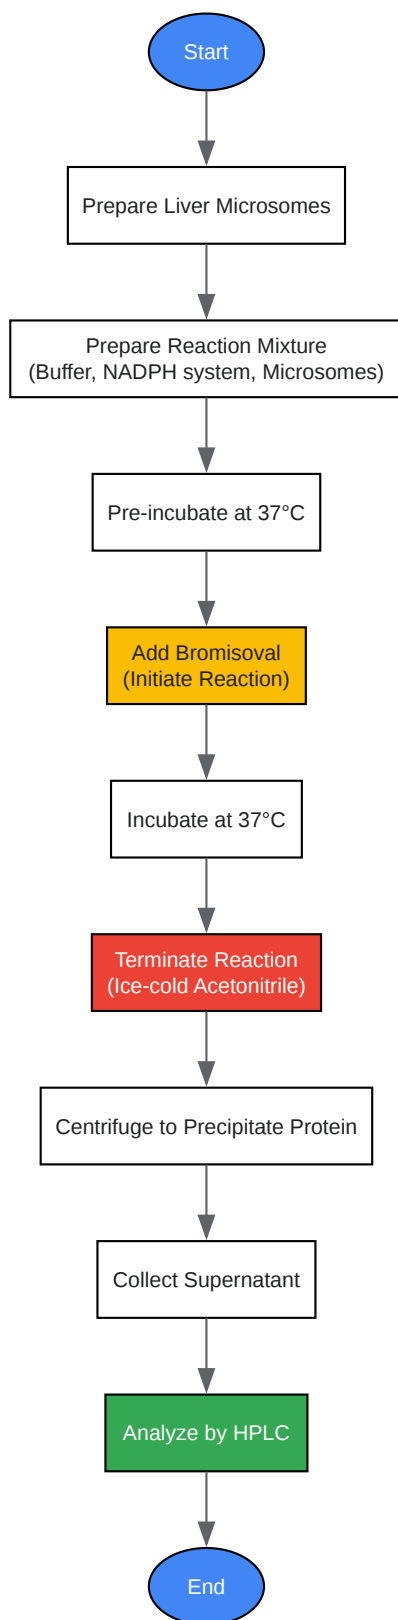 Start
Prepare Liver Microsomes
Prepare Reaction Mixture
(Buffer, NADPH system, Microsomes)
Pre-incubate at 37°C
Add Bromisoval
(Initiate Reaction)
Incubate at 37°C
Terminate Reaction
(Ice-cold Acetonitrile)
Centrifuge to Precipitate Protein
Collect Supernatant
Analyze by HPLC
End